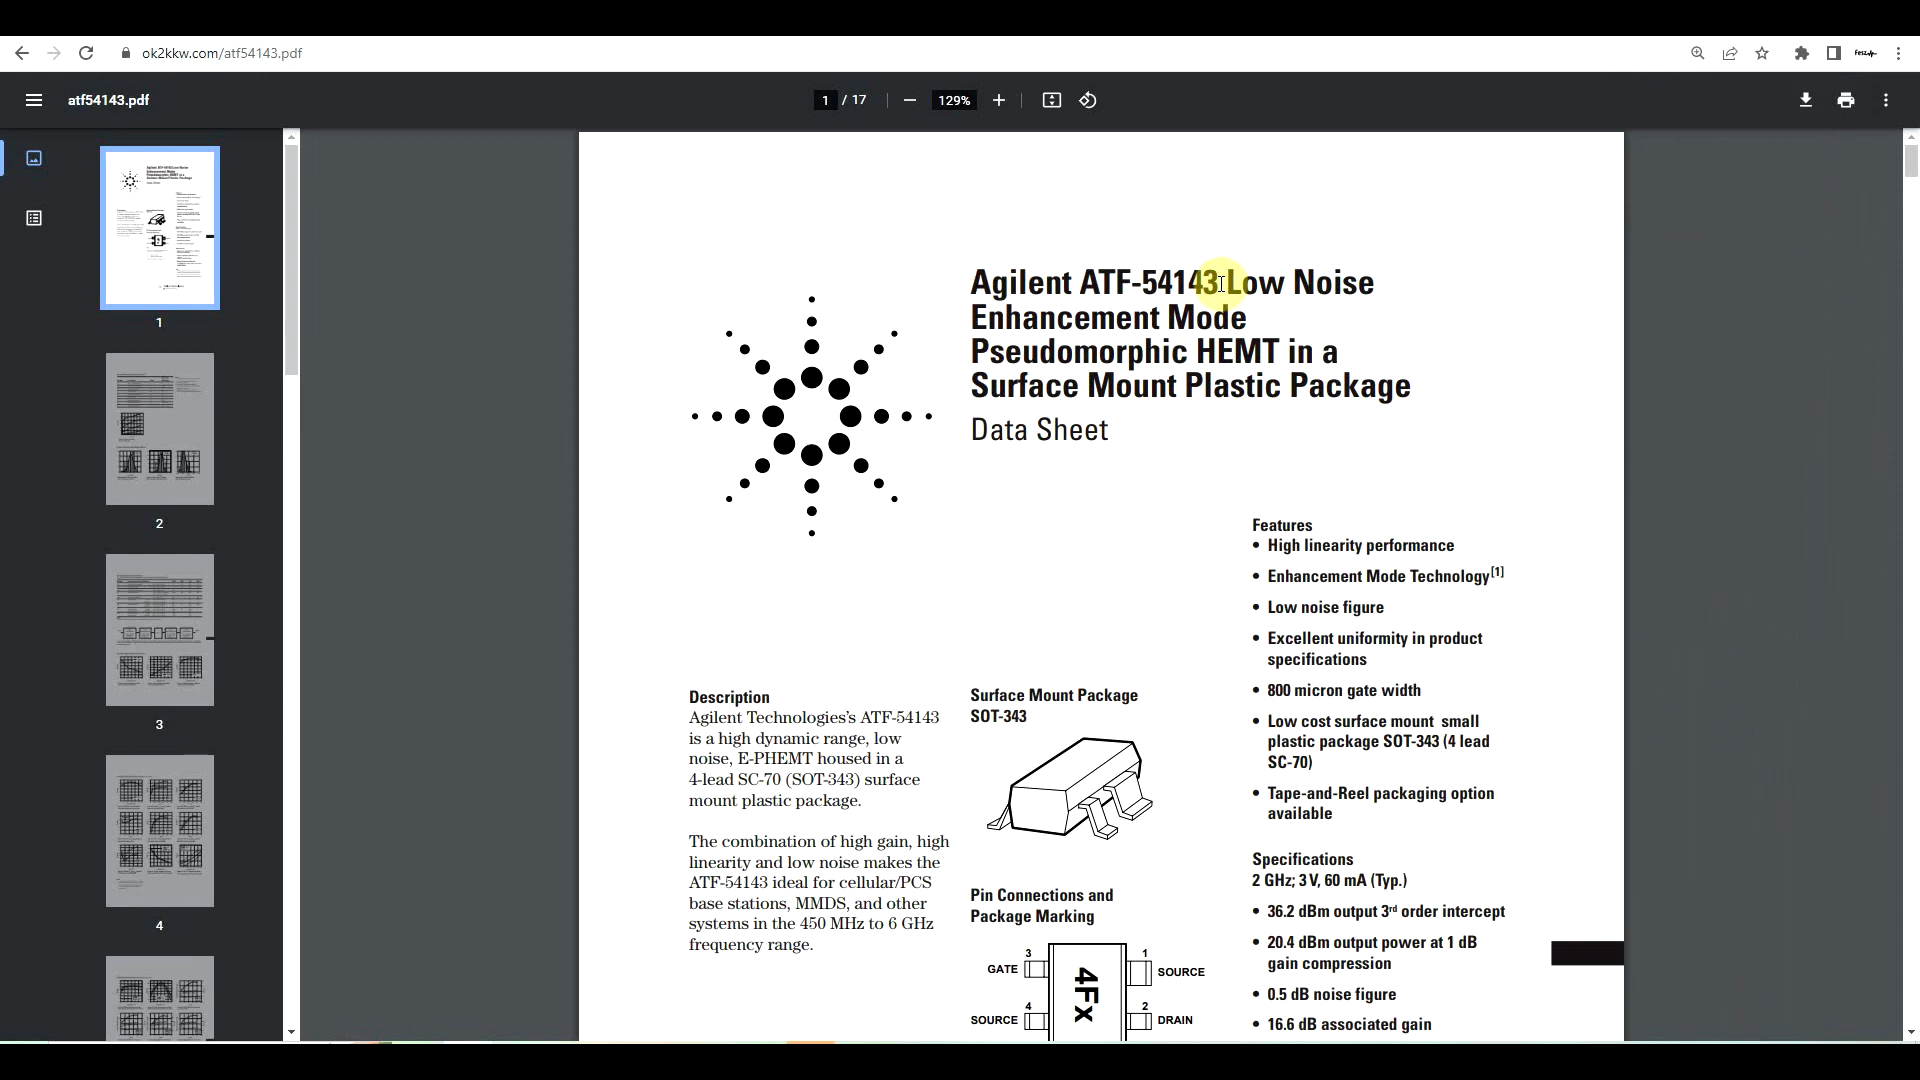 ok2kkw.com/atf54143.pdf
fesz
atf54143.pdf
1 / 17
129%
1
2
3
4
Agilent ATF-54143 Low Noise
Enhancement Mode
Pseudomorphic HEMT in a
Surface Mount Plastic Package
Data Sheet
Description
Agilent Technologies's ATF-54143
is a high dynamic range, low
noise, E-PHEMT housed in a
4-lead SC-70 (SOT-343) surface
mount plastic package.
The combination of high gain, high
linearity and low noise makes the
ATF-54143 ideal for cellular/PCS
base stations, MMDS, and other
systems in the 450 MHz to 6 GHz
frequency range.
Surface Mount Package
SOT-343
Pin Connections and
Package Marking
3
1
GATE
SOURCE
4Fx
4
2
SOURCE
DRAIN
Features
• High linearity performance
• Enhancement Mode Technology[1]
• Low noise figure
• Excellent uniformity in product
specifications
• 800 micron gate width
• Low cost surface mount small
plastic package SOT-343 (4 lead
SC-70)
• Tape-and-Reel packaging option
available
Specifications
2 GHz; 3 V, 60 mA (Typ.)
• 36.2 dBm output 3rd order intercept
• 20.4 dBm output power at 1 dB
gain compression
• 0.5 dB noise figure
• 16.6 dB associated gain